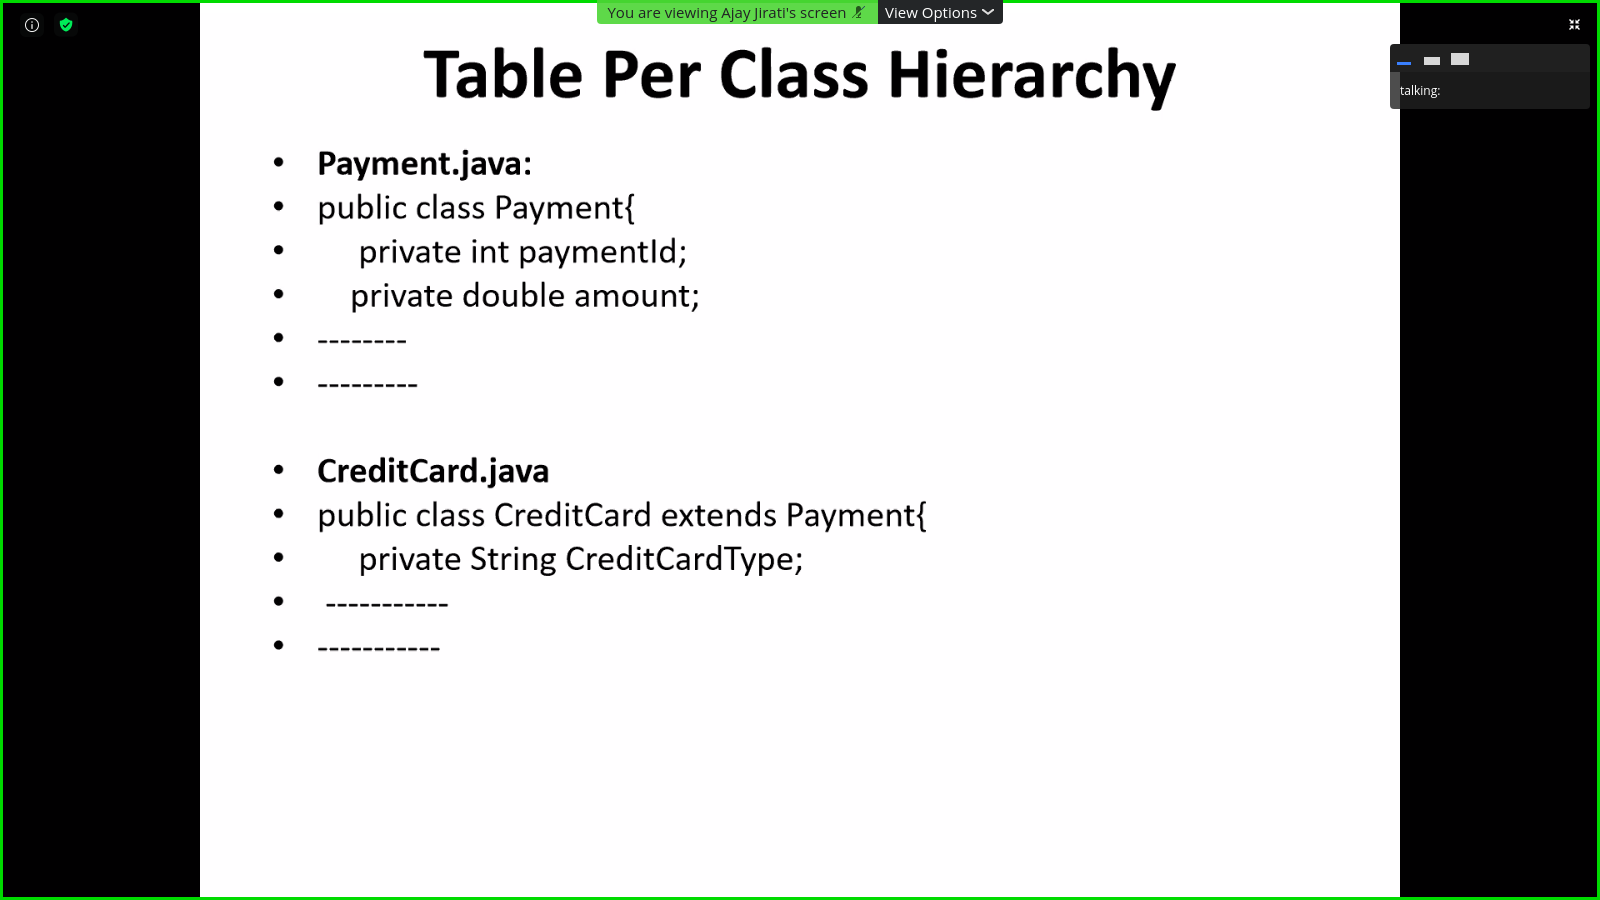 You are viewing Ajay Jirati's screen View Options
talking:
Table Per Class Hierarchy
• Payment.java:
• public class Payment{
• private int paymentId;
• private double amount;
• --------
• ---------
• CreditCard.java
• public class CreditCard extends Payment{
• private String CreditCardType;
• -----------
• -----------